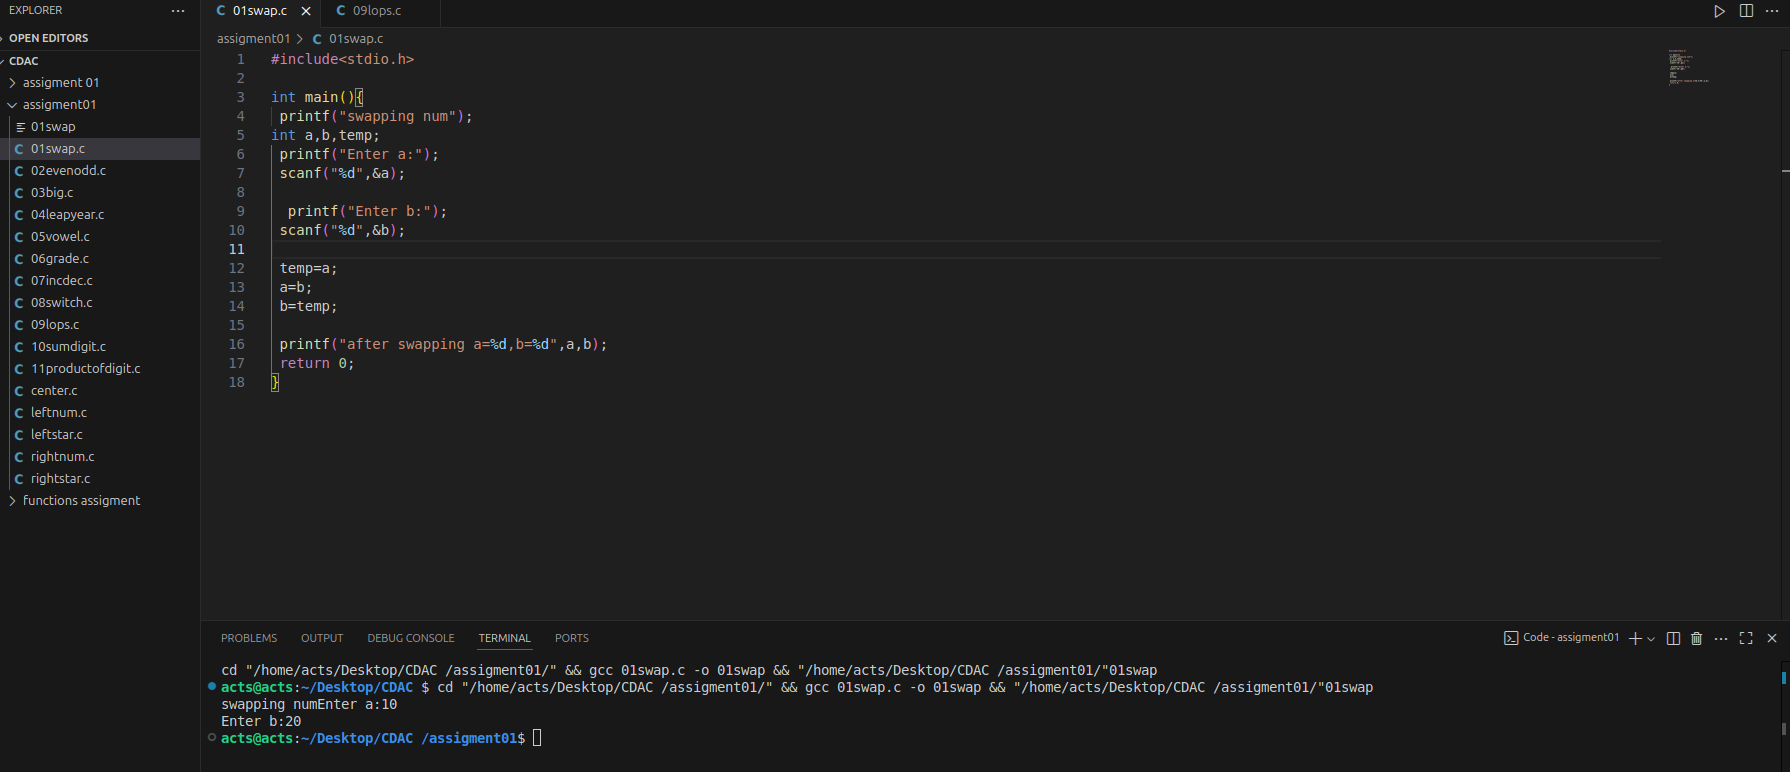 EXPLORER
OPEN EDITORS
CDAC
assigment 01
assigment01
01swap
01swap.c
02evenodd.c
03big.c
04leapyear.c
05vowel.c
06grade.c
07incdec.c
08switch.c
09lops.c
10sumdigit.c
11productofdigit.c
center.c
leftnum.c
leftstar.c
rightnum.c
rightstar.c
functions assigment
C 01swap.c
C 09lops.c
assigment01 > C 01swap.c
1 #include<stdio.h>
2
3 int main(){
4 printf("swapping num");
5 int a,b,temp;
6 printf("Enter a:");
7 scanf("%d",&a);
8
9 printf("Enter b:");
10 scanf("%d",&b);
11
12 temp=a;
13 a=b;
14 b=temp;
15
16 printf("after swapping a=%d,b=%d",a,b);
17 return 0;
18 }
PROBLEMS OUTPUT DEBUG CONSOLE TERMINAL PORTS
Code - assigment01
cd "/home/acts/Desktop/CDAC /assigment01/" && gcc 01swap.c -o 01swap && "/home/acts/Desktop/CDAC /assigment01/"01swap
acts@acts:~/Desktop/CDAC $ cd "/home/acts/Desktop/CDAC /assigment01/" && gcc 01swap.c -o 01swap && "/home/acts/Desktop/CDAC /assigment01/"01swap
swapping numEnter a:10
Enter b:20
acts@acts:~/Desktop/CDAC /assigment01$